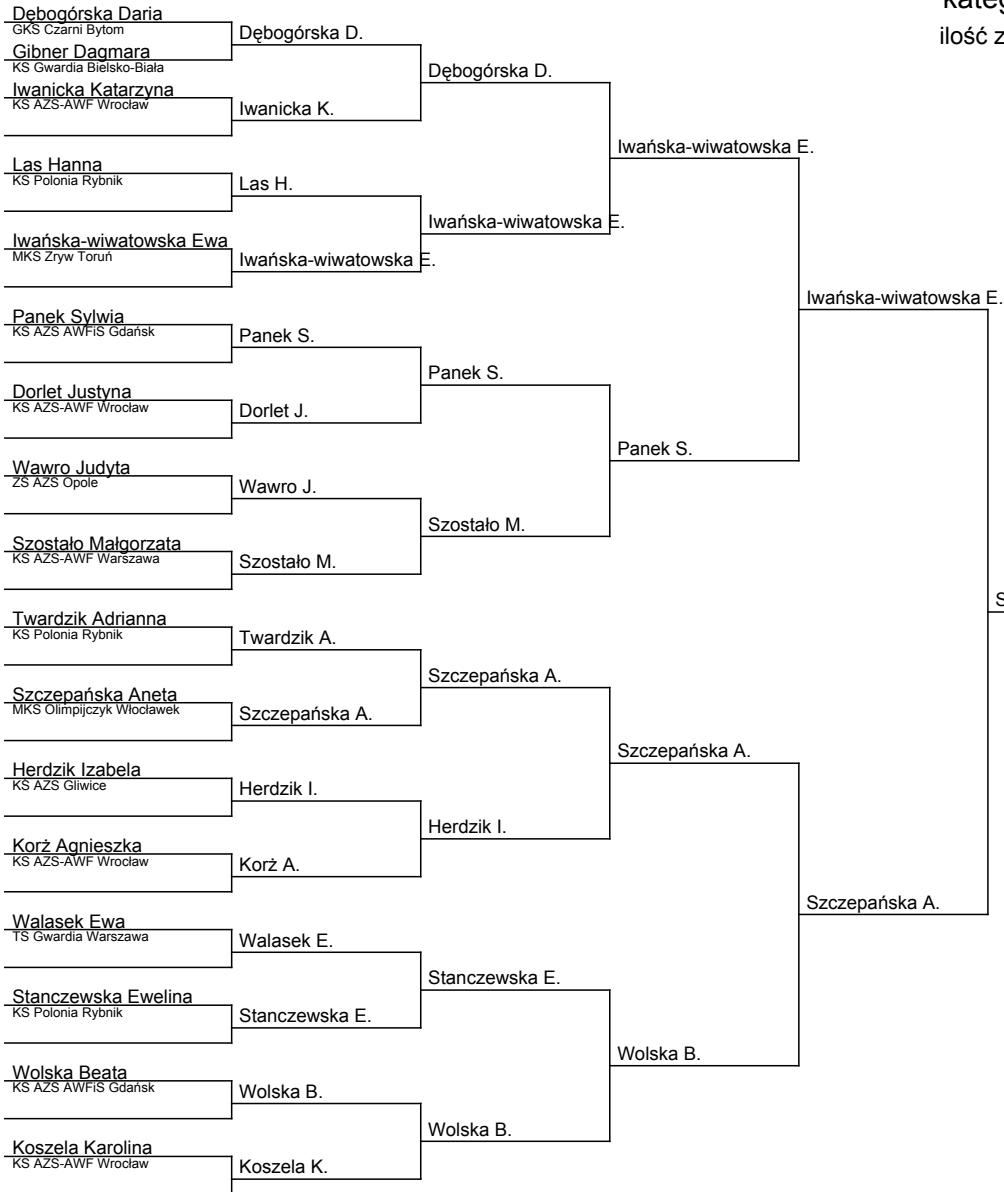 kateg
ilość z
Dębogórska Daria
GKS Czarni Bytom
Gibner Dagmara
KS Gwardia Bielsko-Biała
Iwanicka Katarzyna
KS AZS-AWF Wrocław
Las Hanna
KS Polonia Rybnik
Iwańska-wiwatowska Ewa
MKS Zryw Toruń
Panek Sylwia
KS AZS AWFiS Gdańsk
Dorlet Justyna
KS AZS-AWF Wrocław
Wawro Judyta
ZS AZS Opole
Szostało Małgorzata
KS AZS-AWF Warszawa
Twardzik Adrianna
KS Polonia Rybnik
Szczepańska Aneta
MKS Olimpijczyk Włocławek
Herdzik Izabela
KS AZS Gliwice
Korż Agnieszka
KS AZS-AWF Wrocław
Walasek Ewa
TS Gwardia Warszawa
Stanczewska Ewelina
KS Polonia Rybnik
Wolska Beata
KS AZS AWFiS Gdańsk
Koszela Karolina
KS AZS-AWF Wrocław
Dębogórska D.
Iwanicka K.
Las H.
Iwańska-wiwatowska E.
Panek S.
Dorlet J.
Wawro J.
Szostało M.
Twardzik A.
Szczepańska A.
Herdzik I.
Korż A.
Walasek E.
Stanczewska E.
Wolska B.
Koszela K.
Dębogórska D.
Iwańska-wiwatowska E.
Panek S.
Szostało M.
Szczepańska A.
Herdzik I.
Stanczewska E.
Wolska B.
Iwańska-wiwatowska E.
Panek S.
Szczepańska A.
Wolska B.
Iwańska-wiwatowska E.
Szczepańska A.
S